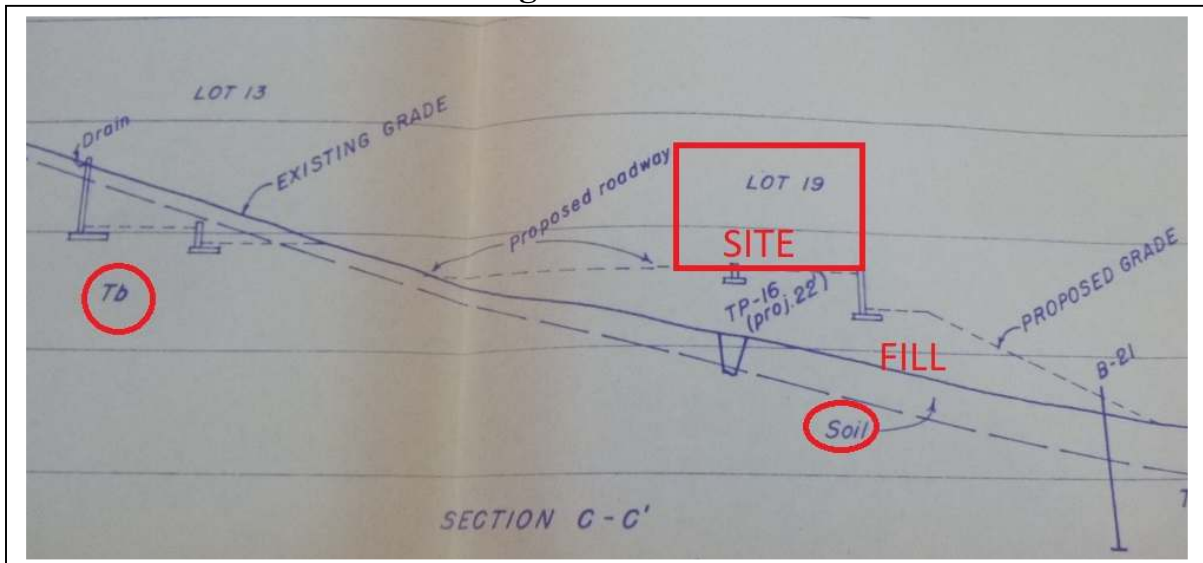 LOT 13
Drain
EXISTING GRADE
Proposed roadway
LOT 19
SITE
TP-16
(proj. 22')
PROPOSED GRADE
Tb
FILL
B-21
Soil
SECTION C-C'